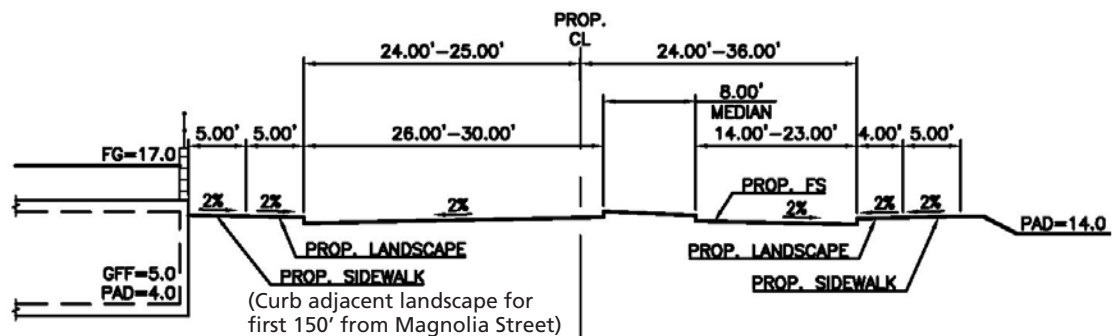 PROP.
CL
24.00'-25.00'
24.00'-36.00'
8.00'
MEDIAN
5.00'
5.00'
26.00'-30.00'
14.00'-23.00'
4.00'
5.00'
FG=17.0
PROP. FS
2%
2%
2%
2%
2%
2%
PROP. LANDSCAPE
PROP. LANDSCAPE
PAD=14.0
GFF=5.0
PROP. SIDEWALK
PROP. SIDEWALK
PAD=4.0
(Curb adjacent landscape for
first 150' from Magnolia Street)